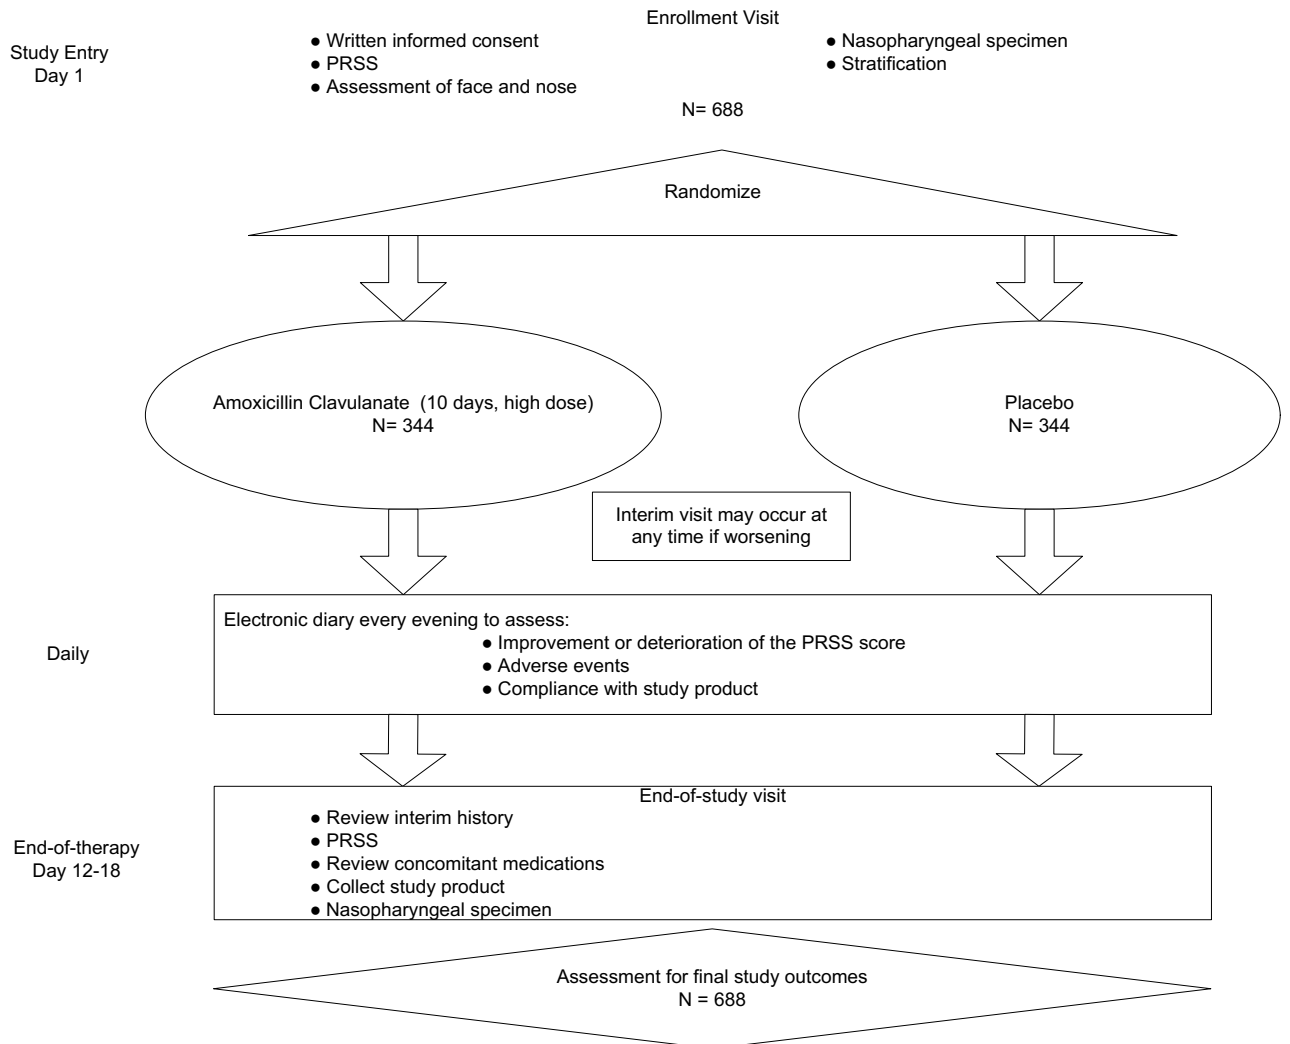 Enrollment Visit
Study Entry
Day 1
● Written informed consent
● PRSS
● Assessment of face and nose
● Nasopharyngeal specimen
● Stratification
N= 688
Randomize
Amoxicillin Clavulanate (10 days, high dose)
N= 344
Placebo
N= 344
Interim visit may occur at
any time if worsening
Daily
Electronic diary every evening to assess:
● Improvement or deterioration of the PRSS score
● Adverse events
● Compliance with study product
End-of-therapy
Day 12-18
End-of-study visit
● Review interim history
● PRSS
● Review concomitant medications
● Collect study product
● Nasopharyngeal specimen
Assessment for final study outcomes
N = 688